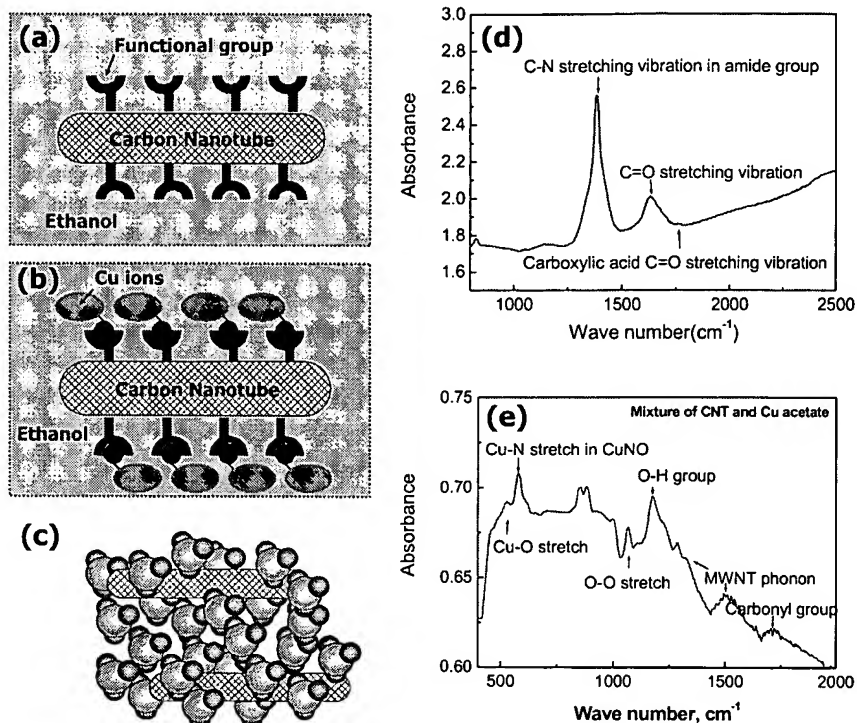 (a)
Functional group
Carbon Nanotube
Ethanol
(b)
Cu ions
Carbon Nanotube
Ethanol
(c)
(d)
3.0
2.8
2.6
2.4
2.2
2.0
1.8
1.6
Absorbance
C-N stretching vibration in amide group
C=O stretching vibration
Carboxylic acid C=O stretching vibration
1000
1500
2000
2500
Wave number(cm⁻¹)
(e)
Mixture of CNT and Cu acetate
0.75
0.70
0.65
0.60
Absorbance
Cu-N stretch in CuNO
O-H group
Cu-O stretch
O-O stretch
MWNT phonon
Carbonyl group
500
1000
1500
2000
Wave number, cm⁻¹